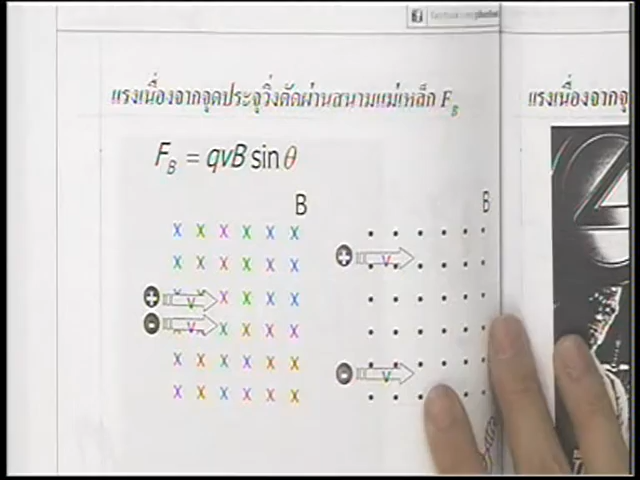 แรงเนื่องจากจุดประจุวิ่งตัดผ่านสนามแม่เหล็ก F_B
แรงเนื่องจากจุ
F_B = qvB sin θ
B
B
x x x x x x
x x x x x x
+ v x x x x
- v x x x x
x x x x x x
x x x x x x
+ v
- v